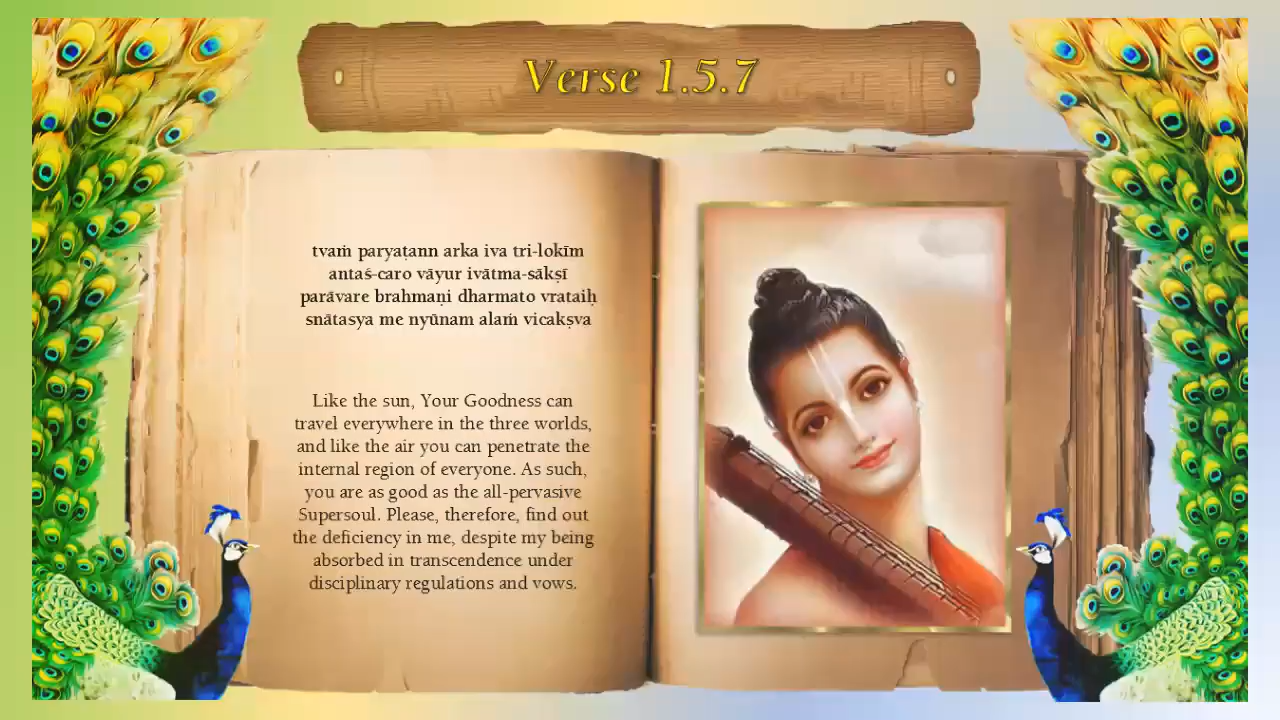 Verse 1.5.7
tvaṁ paryaṭann arka iva tri-lokīm
antaś-caro vāyur ivātma-sākṣī
parāvare brahmaṇi dharmato vrataiḥ
snātasya me nyūnam alaṁ vicakṣva
Like the sun, Your Goodness can
travel everywhere in the three worlds,
and like the air you can penetrate the
internal region of everyone. As such,
you are as good as the all-pervasive
Supersoul. Please, therefore, find out
the deficiency in me, despite my being
absorbed in transcendence under
disciplinary regulations and vows.